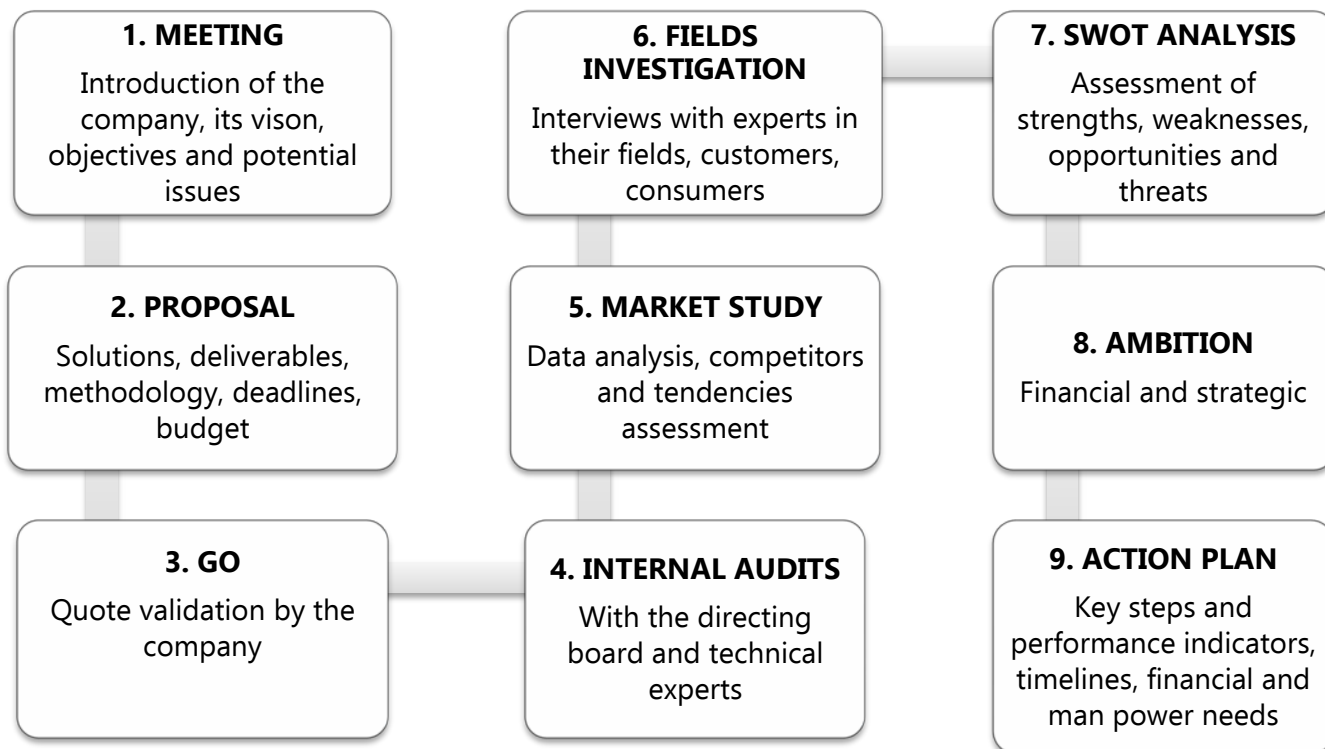 1. MEETING
Introduction of the
company, its vison,
objectives and potential
issues
2. PROPOSAL
Solutions, deliverables,
methodology, deadlines,
budget
3. GO
Quote validation by the
company
4. INTERNAL AUDITS
With the directing
board and technical
experts
5. MARKET STUDY
Data analysis, competitors
and tendencies
assessment
6. FIELDS
INVESTIGATION
Interviews with experts in
their fields, customers,
consumers
7. SWOT ANALYSIS
Assessment of
strengths, weaknesses,
opportunities and
threats
8. AMBITION
Financial and strategic
9. ACTION PLAN
Key steps and
performance indicators,
timelines, financial and
man power needs